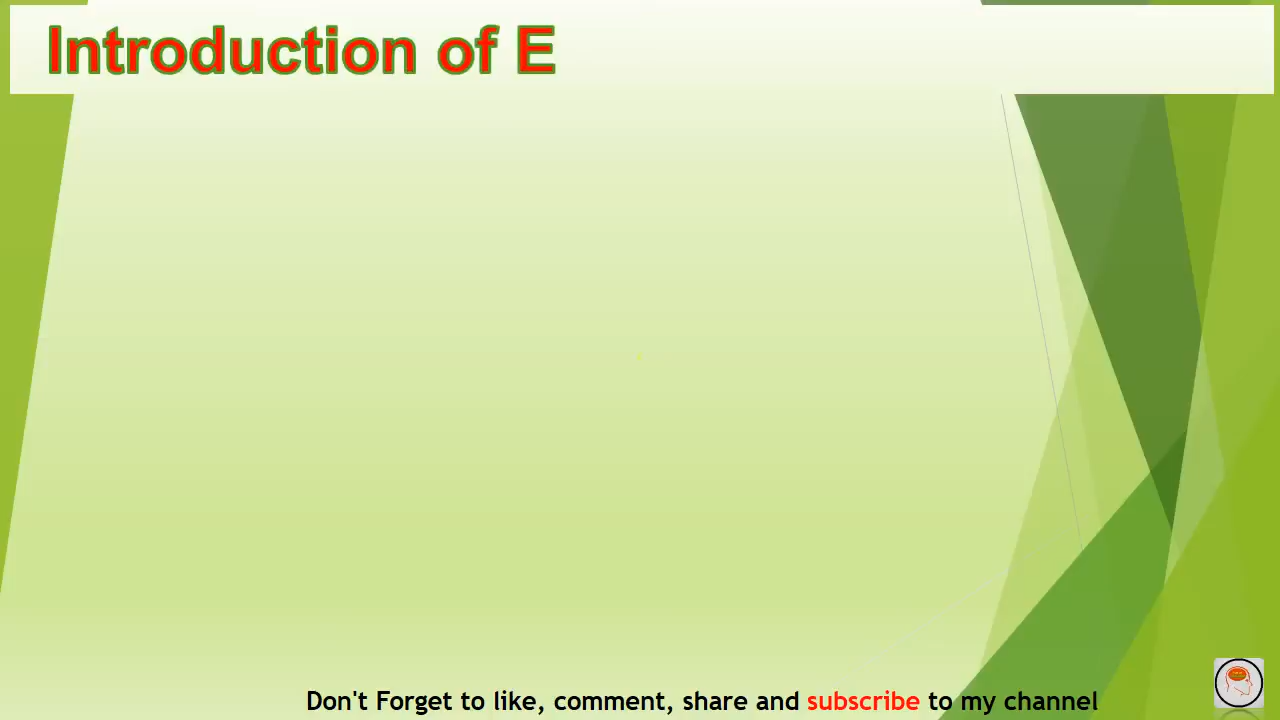 Introduction of E
Don't Forget to like, comment, share and subscribe to my channel